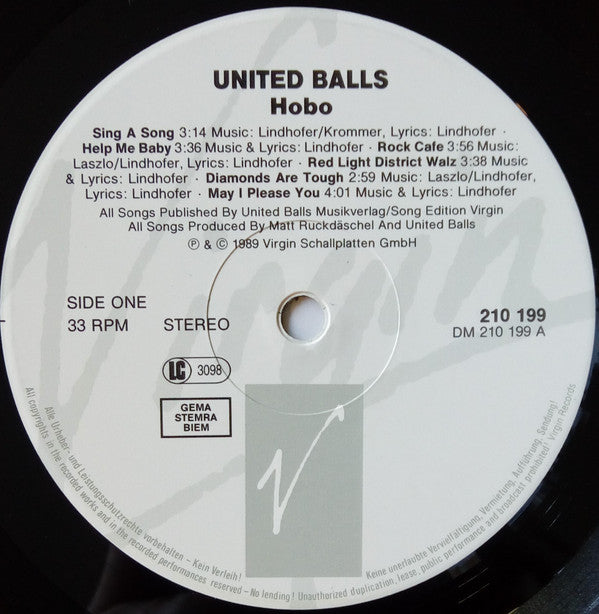 UNITED BALLS
Hobo
Sing A Song 3:14 Music: Lindhofer/Krommer, Lyrics: Lindhofer ·
Help Me Baby 3:36 Music & Lyrics: Lindhofer · Rock Cafe 3:56 Music:
Laszlo/Lindhofer, Lyrics: Lindhofer · Red Light District Walz 3:38 Music
& Lyrics: Lindhofer · Diamonds Are Tough 2:59 Music: Laszlo/Lindhofer,
Lyrics: Lindhofer · May I Please You 4:01 Music & Lyrics: Lindhofer
All Songs Published By United Balls Musikverlag/Song Edition Virgin
All Songs Produced By Matt Ruckdäschel And United Balls
℗ & © 1989 Virgin Schallplatten GmbH
Virgin
SIDE ONE
33 RPM STEREO
210 199
DM 210 199 A
LC 3098
GEMA
STEMRA
BIEM
V
Alle Urheber- und Leistungsschutzrechte vorbehalten – Kein Verleih! Keine unerlaubte Vervielfältigung, Vermietung, Aufführung, Sendung!
All copyrights in the recorded works and in the recorded performances reserved – No lending! Unauthorized duplication, lease, public performance and broadcast prohibited! Virgin Records